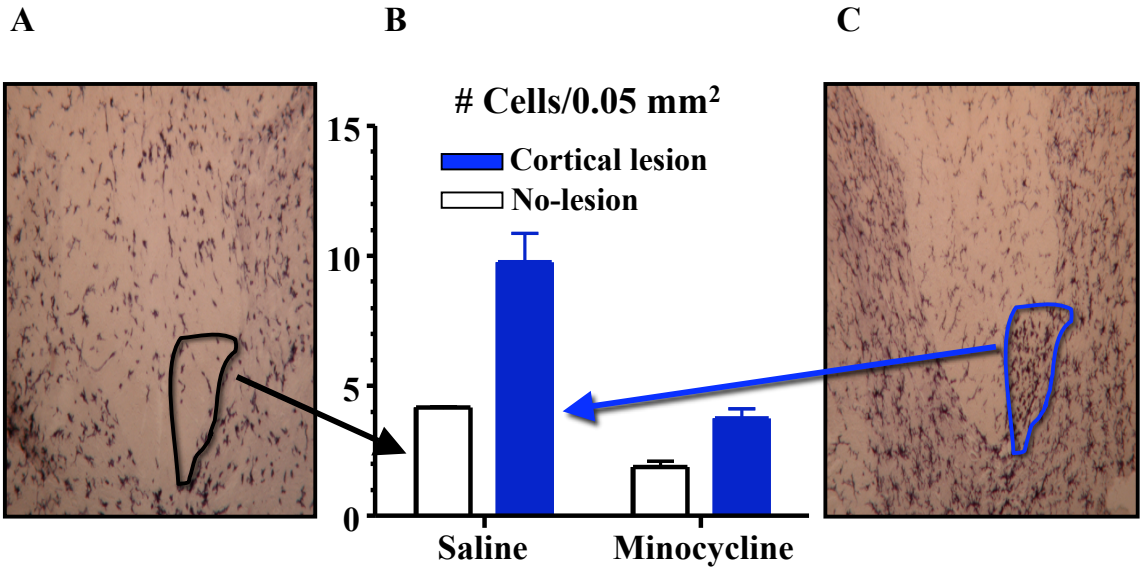 A
B
C
# Cells/0.05 mm²
15
Cortical lesion
No-lesion
10
5
0
Saline
Minocycline